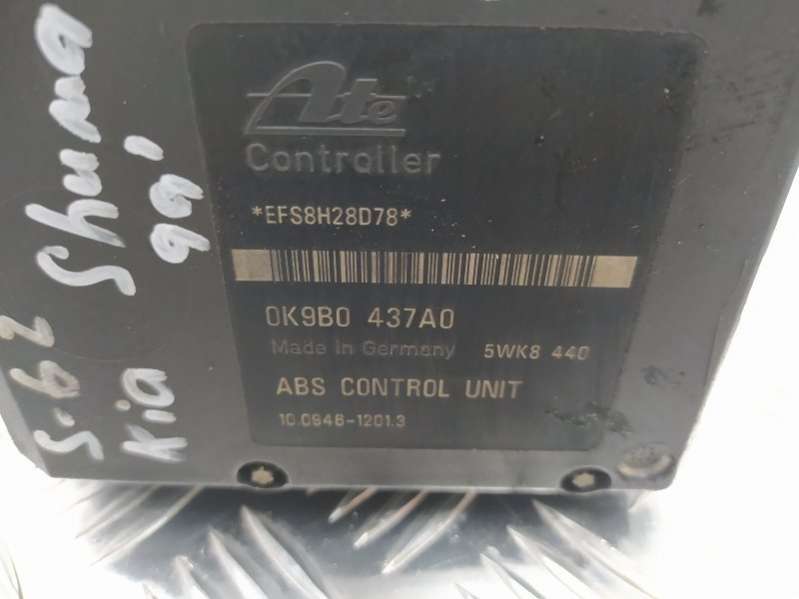 Ate
Controller
*EFS8H28D78*
0K9B0 437A0
Made in Germany 5WK8 440
ABS CONTROL UNIT
10.0946-1201.3
S-62 Shuma
Kia 99'